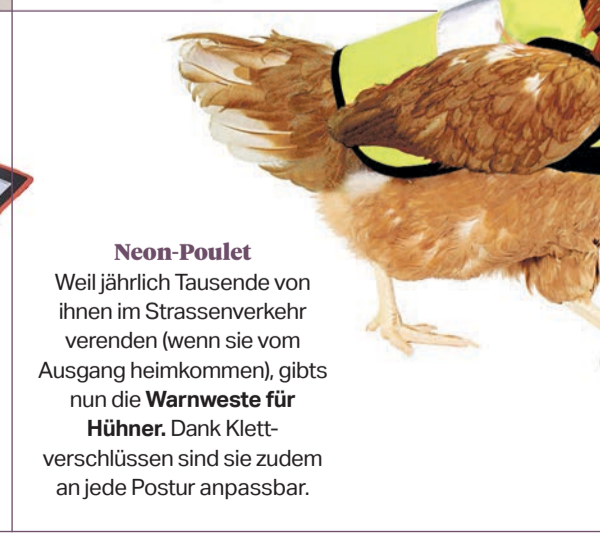 Neon-Poulet
Weil jährlich Tausende von
ihnen im Strassenverkehr
verenden (wenn sie vom
Ausgang heimkommen), gibts
nun die Warnweste für
Hühner. Dank Klett-
verschlüssen sind sie zudem
an jede Postur anpassbar.